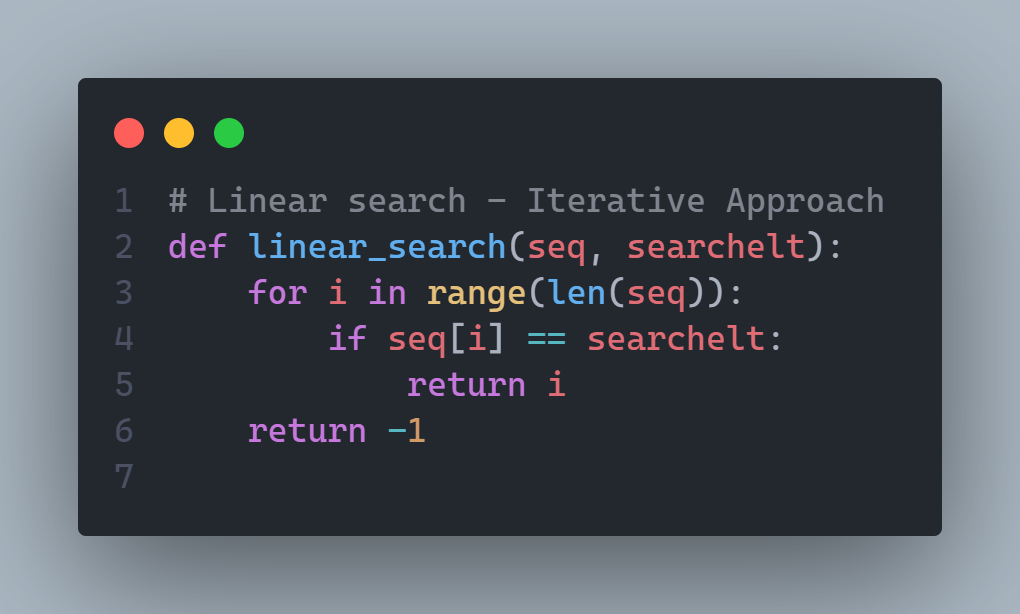 1 # Linear search - Iterative Approach
2 def linear_search(seq, searchelt):
3     for i in range(len(seq)):
4         if seq[i] == searchelt:
5             return i
6     return -1
7